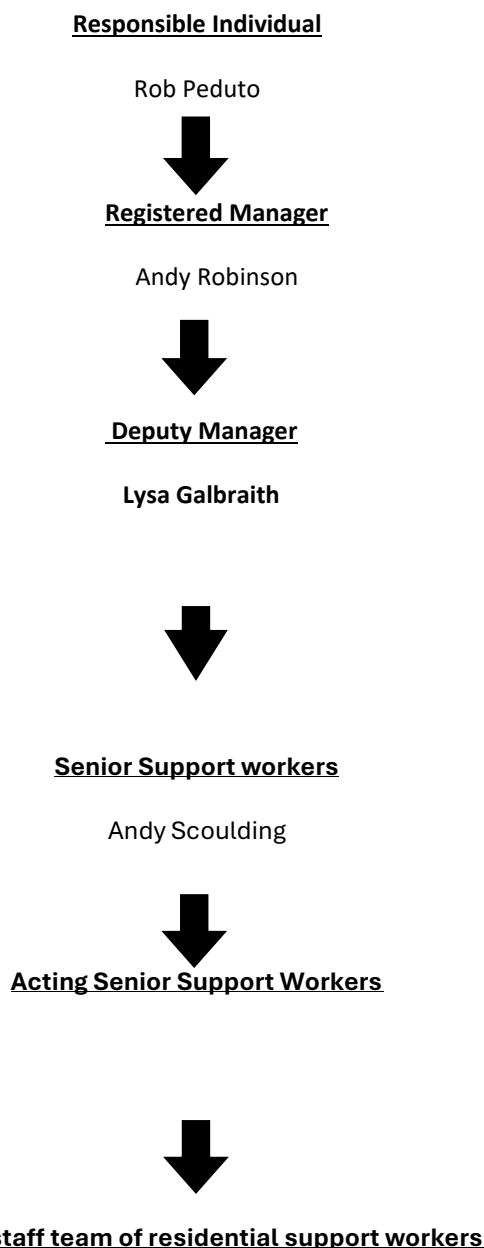 Responsible Individual
Rob Peduto
Registered Manager
Andy Robinson
Deputy Manager
Lysa Galbraith
Senior Support workers
Andy Scoulding
Acting Senior Support Workers
staff team of residential support workers